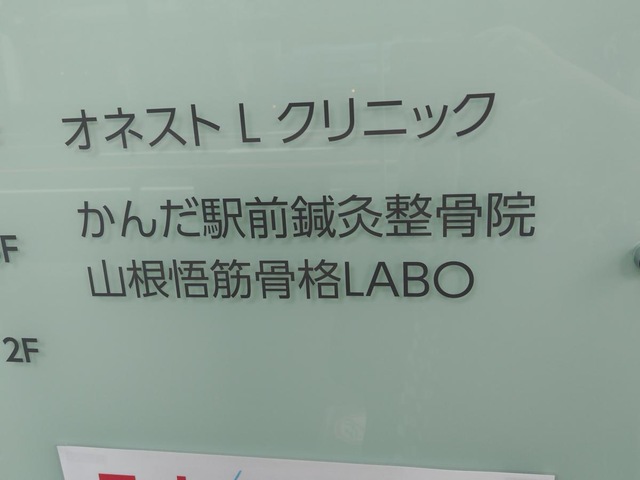 オネスト L クリニック
かんだ駅前鍼灸整骨院
F
山根悟筋骨格LABO
2F